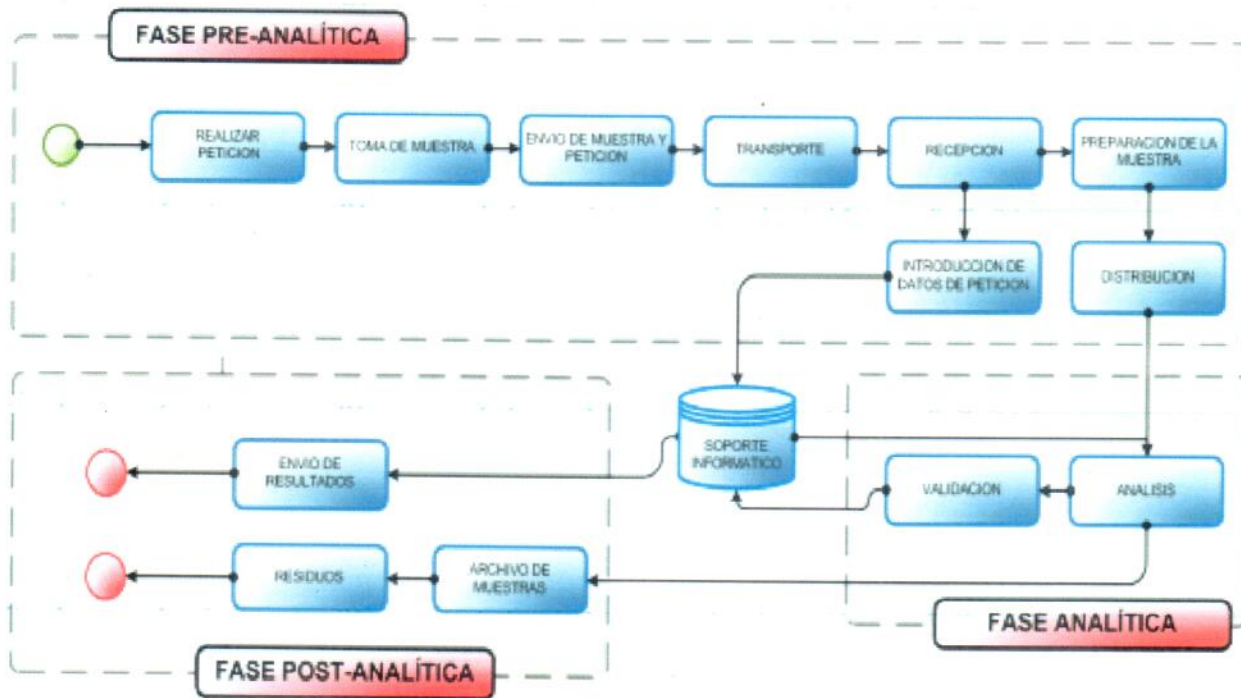 FASE PRE-ANALÍTICA
REALIZAR
PETICION
TOMA DE MUESTRA
ENVIO DE MUESTRA Y
PETICION
TRANSPORTE
RECEPCION
PREPARACION DE LA
MUESTRA
INTRODUCCION DE
DATOS DE PETICION
DISTRIBUCION
SOPORTE
INFORMATICO
ENVIO DE
RESULTADOS
VALIDACION
ANALISIS
RESIDUOS
ARCHIVO DE
MUESTRAS
FASE ANALÍTICA
FASE POST-ANALÍTICA